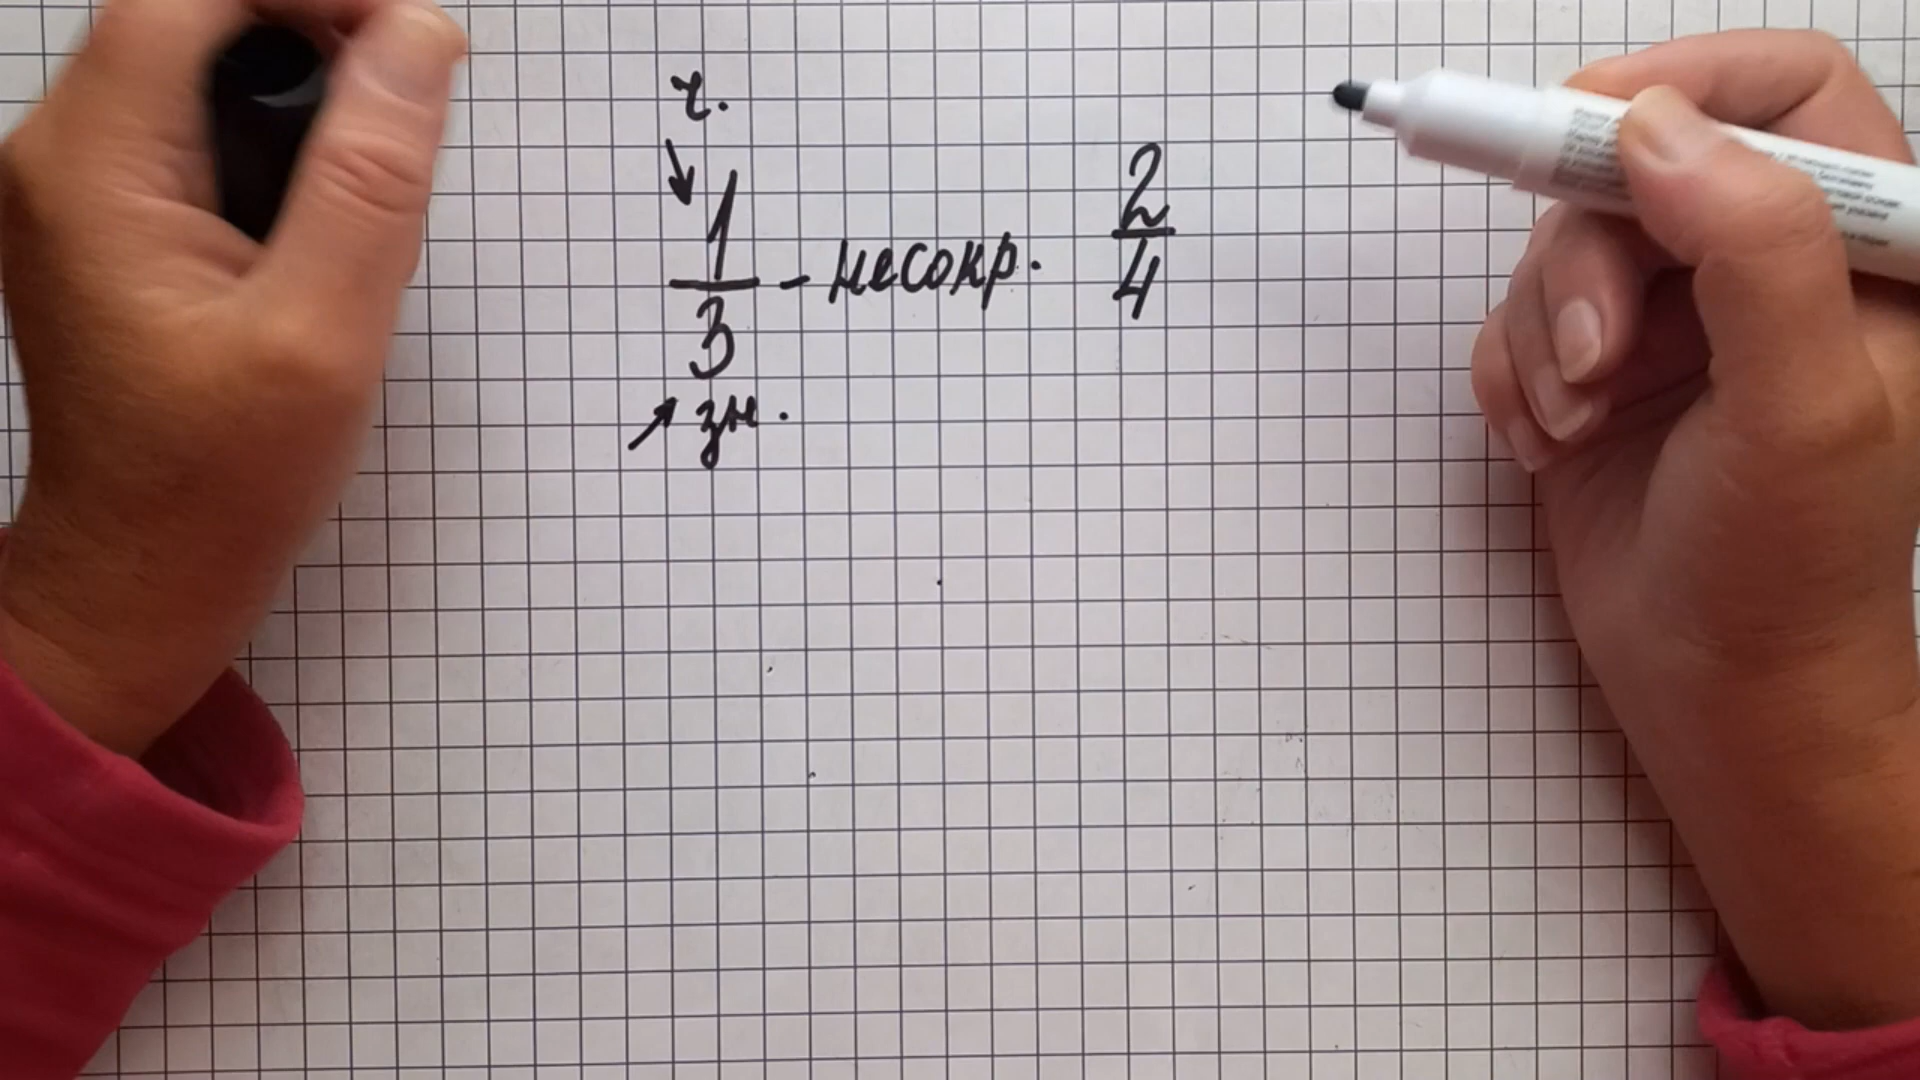 ч.
1/3 - несокр. 2/4
зн.